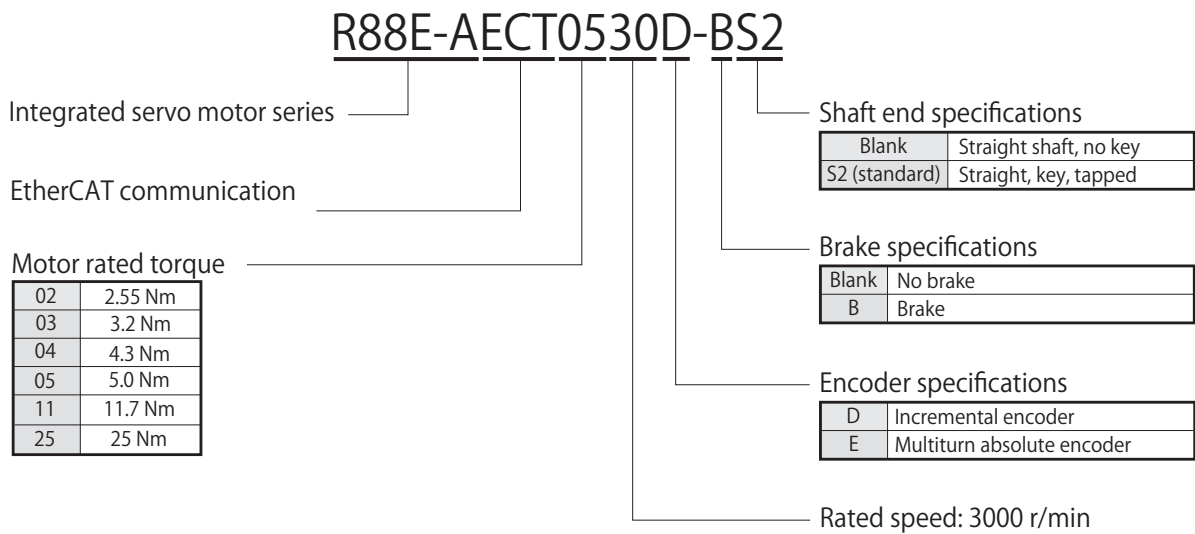 R88E-AECT0530D-BS2
Integrated servo motor series
EtherCAT communication
Motor rated torque
02 2.55 Nm
03 3.2 Nm
04 4.3 Nm
05 5.0 Nm
11 11.7 Nm
25 25 Nm
Shaft end specifications
Blank Straight shaft, no key
S2 (standard) Straight, key, tapped
Brake specifications
Blank No brake
B Brake
Encoder specifications
D Incremental encoder
E Multiturn absolute encoder
Rated speed: 3000 r/min